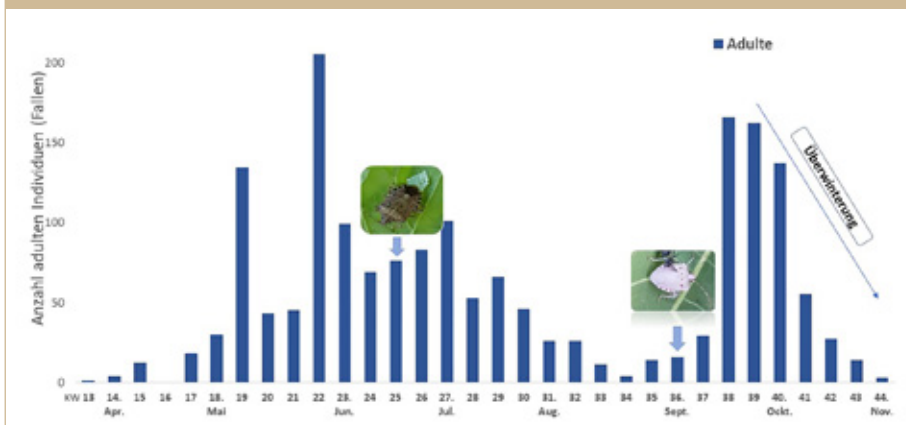 Adulte
Anzahl adulten Individuen (Fallen)
200
150
100
50
0
Überwinterung
KW 13 14. 15 16 17 18. 19 20 21 22 23. 24 25 26 27. 28 29 30 31. 32 33 34 35 36. 37 38 39 40. 41 42 43 44.
Apr. Mai Jun. Jul. Aug. Sept. Ockt. Nov.